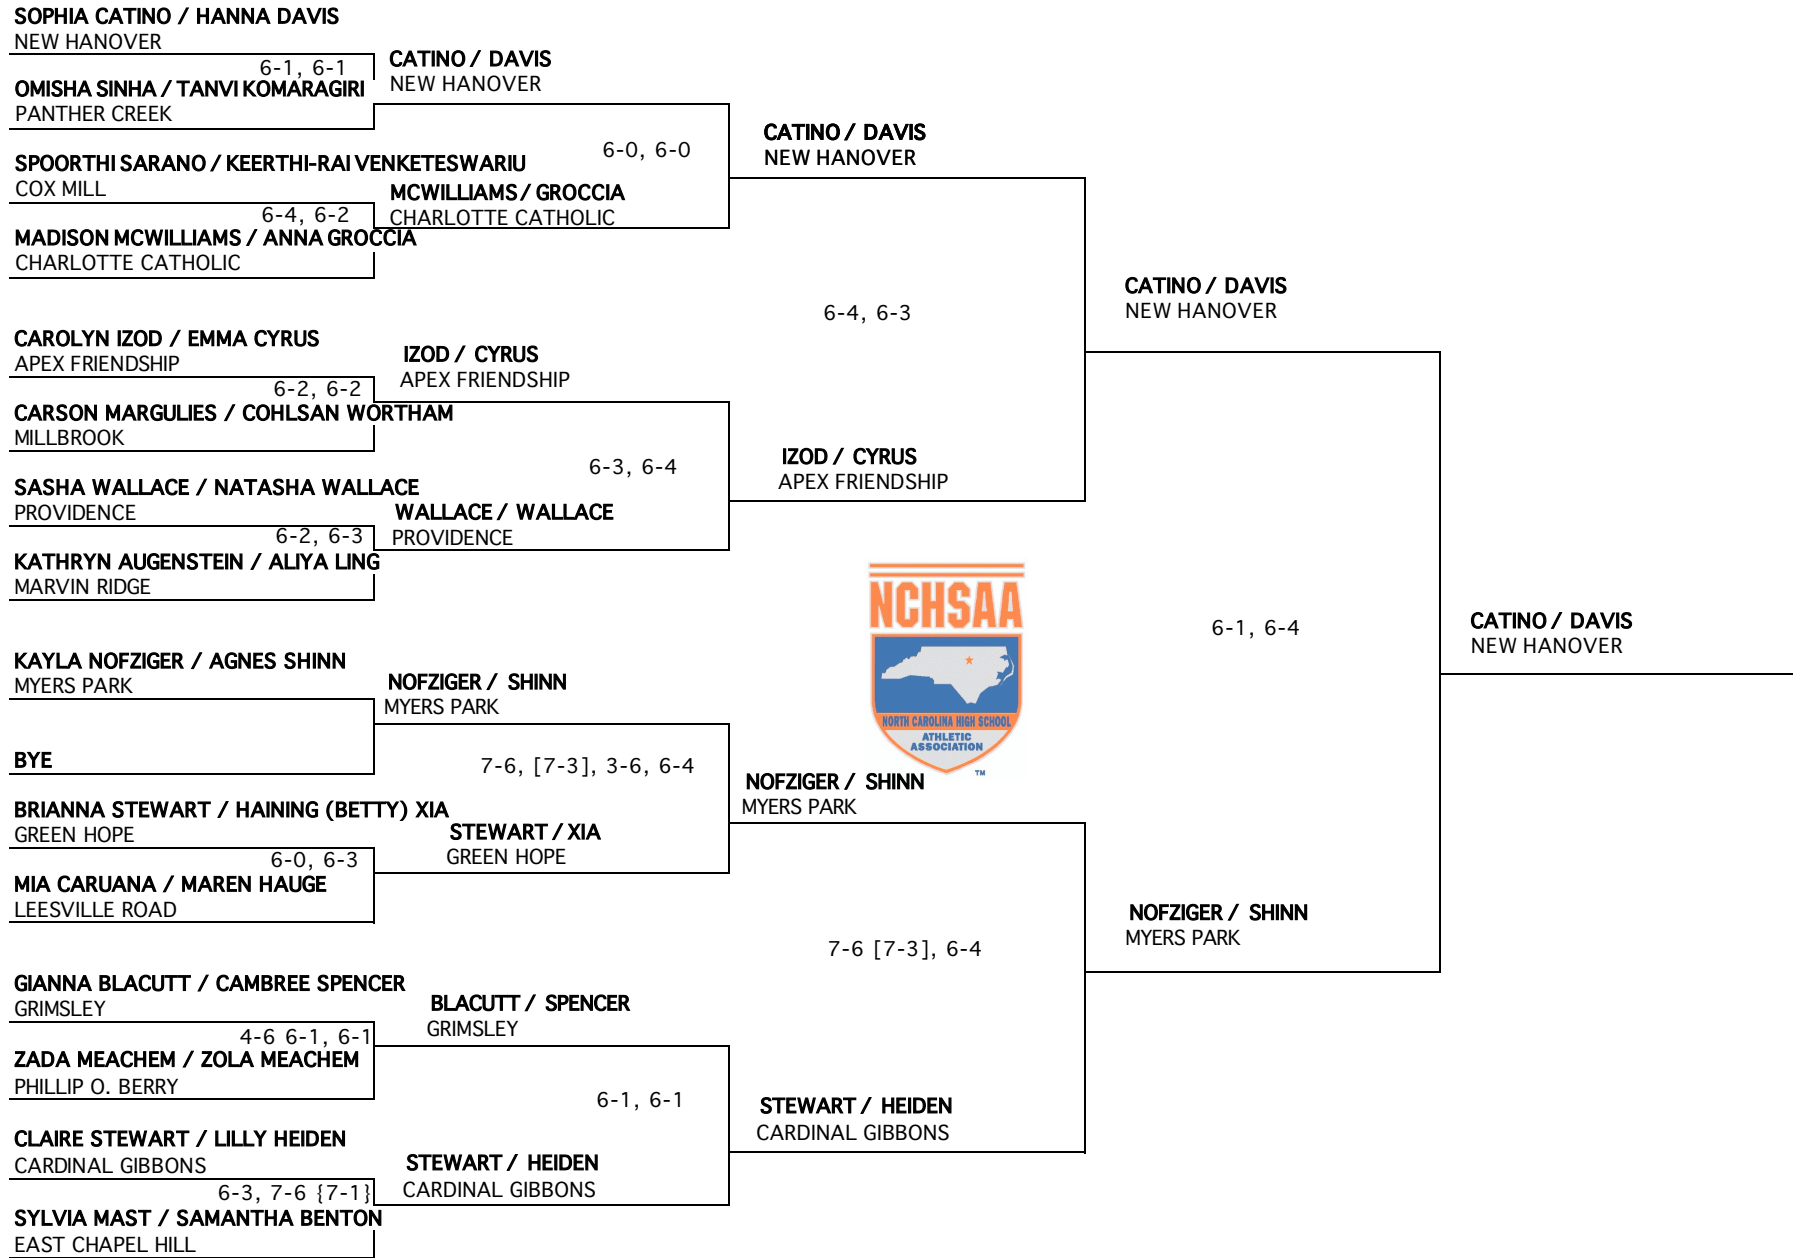 SOPHIA CATINO / HANNA DAVIS
NEW HANOVER
6-1, 6-1
OMISHA SINHA / TANVI KOMARAGIRI
PANTHER CREEK
SPOORTHI SARANO / KEERTHI-RAI VENKETESWARIU
COX MILL
6-4, 6-2
MADISON MCWILLIAMS / ANNA GROCCIA
CHARLOTTE CATHOLIC
CAROLYN IZOD / EMMA CYRUS
APEX FRIENDSHIP
6-2, 6-2
CARSON MARGULIES / COHLSAN WORTHAM
MILLBROOK
SASHA WALLACE / NATASHA WALLACE
PROVIDENCE
6-2, 6-3
KATHRYN AUGENSTEIN / ALIYA LING
MARVIN RIDGE
KAYLA NOFZIGER / AGNES SHINN
MYERS PARK
BYE
BRIANNA STEWART / HAINING (BETTY) XIA
GREEN HOPE
6-0, 6-3
MIA CARUANA / MAREN HAUGE
LEESVILLE ROAD
GIANNA BLACUTT / CAMBREE SPENCER
GRIMSLEY
4-6 6-1, 6-1
ZADA MEACHEM / ZOLA MEACHEM
PHILLIP O. BERRY
CLAIRE STEWART / LILLY HEIDEN
CARDINAL GIBBONS
6-3, 7-6 {7-1}
SYLVIA MAST / SAMANTHA BENTON
EAST CHAPEL HILL
CATINO / DAVIS
NEW HANOVER
6-0, 6-0
MCWILLIAMS / GROCCIA
CHARLOTTE CATHOLIC
IZOD / CYRUS
APEX FRIENDSHIP
6-3, 6-4
WALLACE / WALLACE
PROVIDENCE
NOFZIGER / SHINN
MYERS PARK
7-6, [7-3], 3-6, 6-4
STEWART / XIA
GREEN HOPE
BLACUTT / SPENCER
GRIMSLEY
6-1, 6-1
STEWART / HEIDEN
CARDINAL GIBBONS
CATINO / DAVIS
NEW HANOVER
6-4, 6-3
IZOD / CYRUS
APEX FRIENDSHIP
NCHSAA
NORTH CAROLINA HIGH SCHOOL
ATHLETIC
ASSOCIATION
TM
NOFZIGER / SHINN
MYERS PARK
7-6 [7-3], 6-4
STEWART / HEIDEN
CARDINAL GIBBONS
CATINO / DAVIS
NEW HANOVER
6-1, 6-4
NOFZIGER / SHINN
MYERS PARK
CATINO / DAVIS
NEW HANOVER